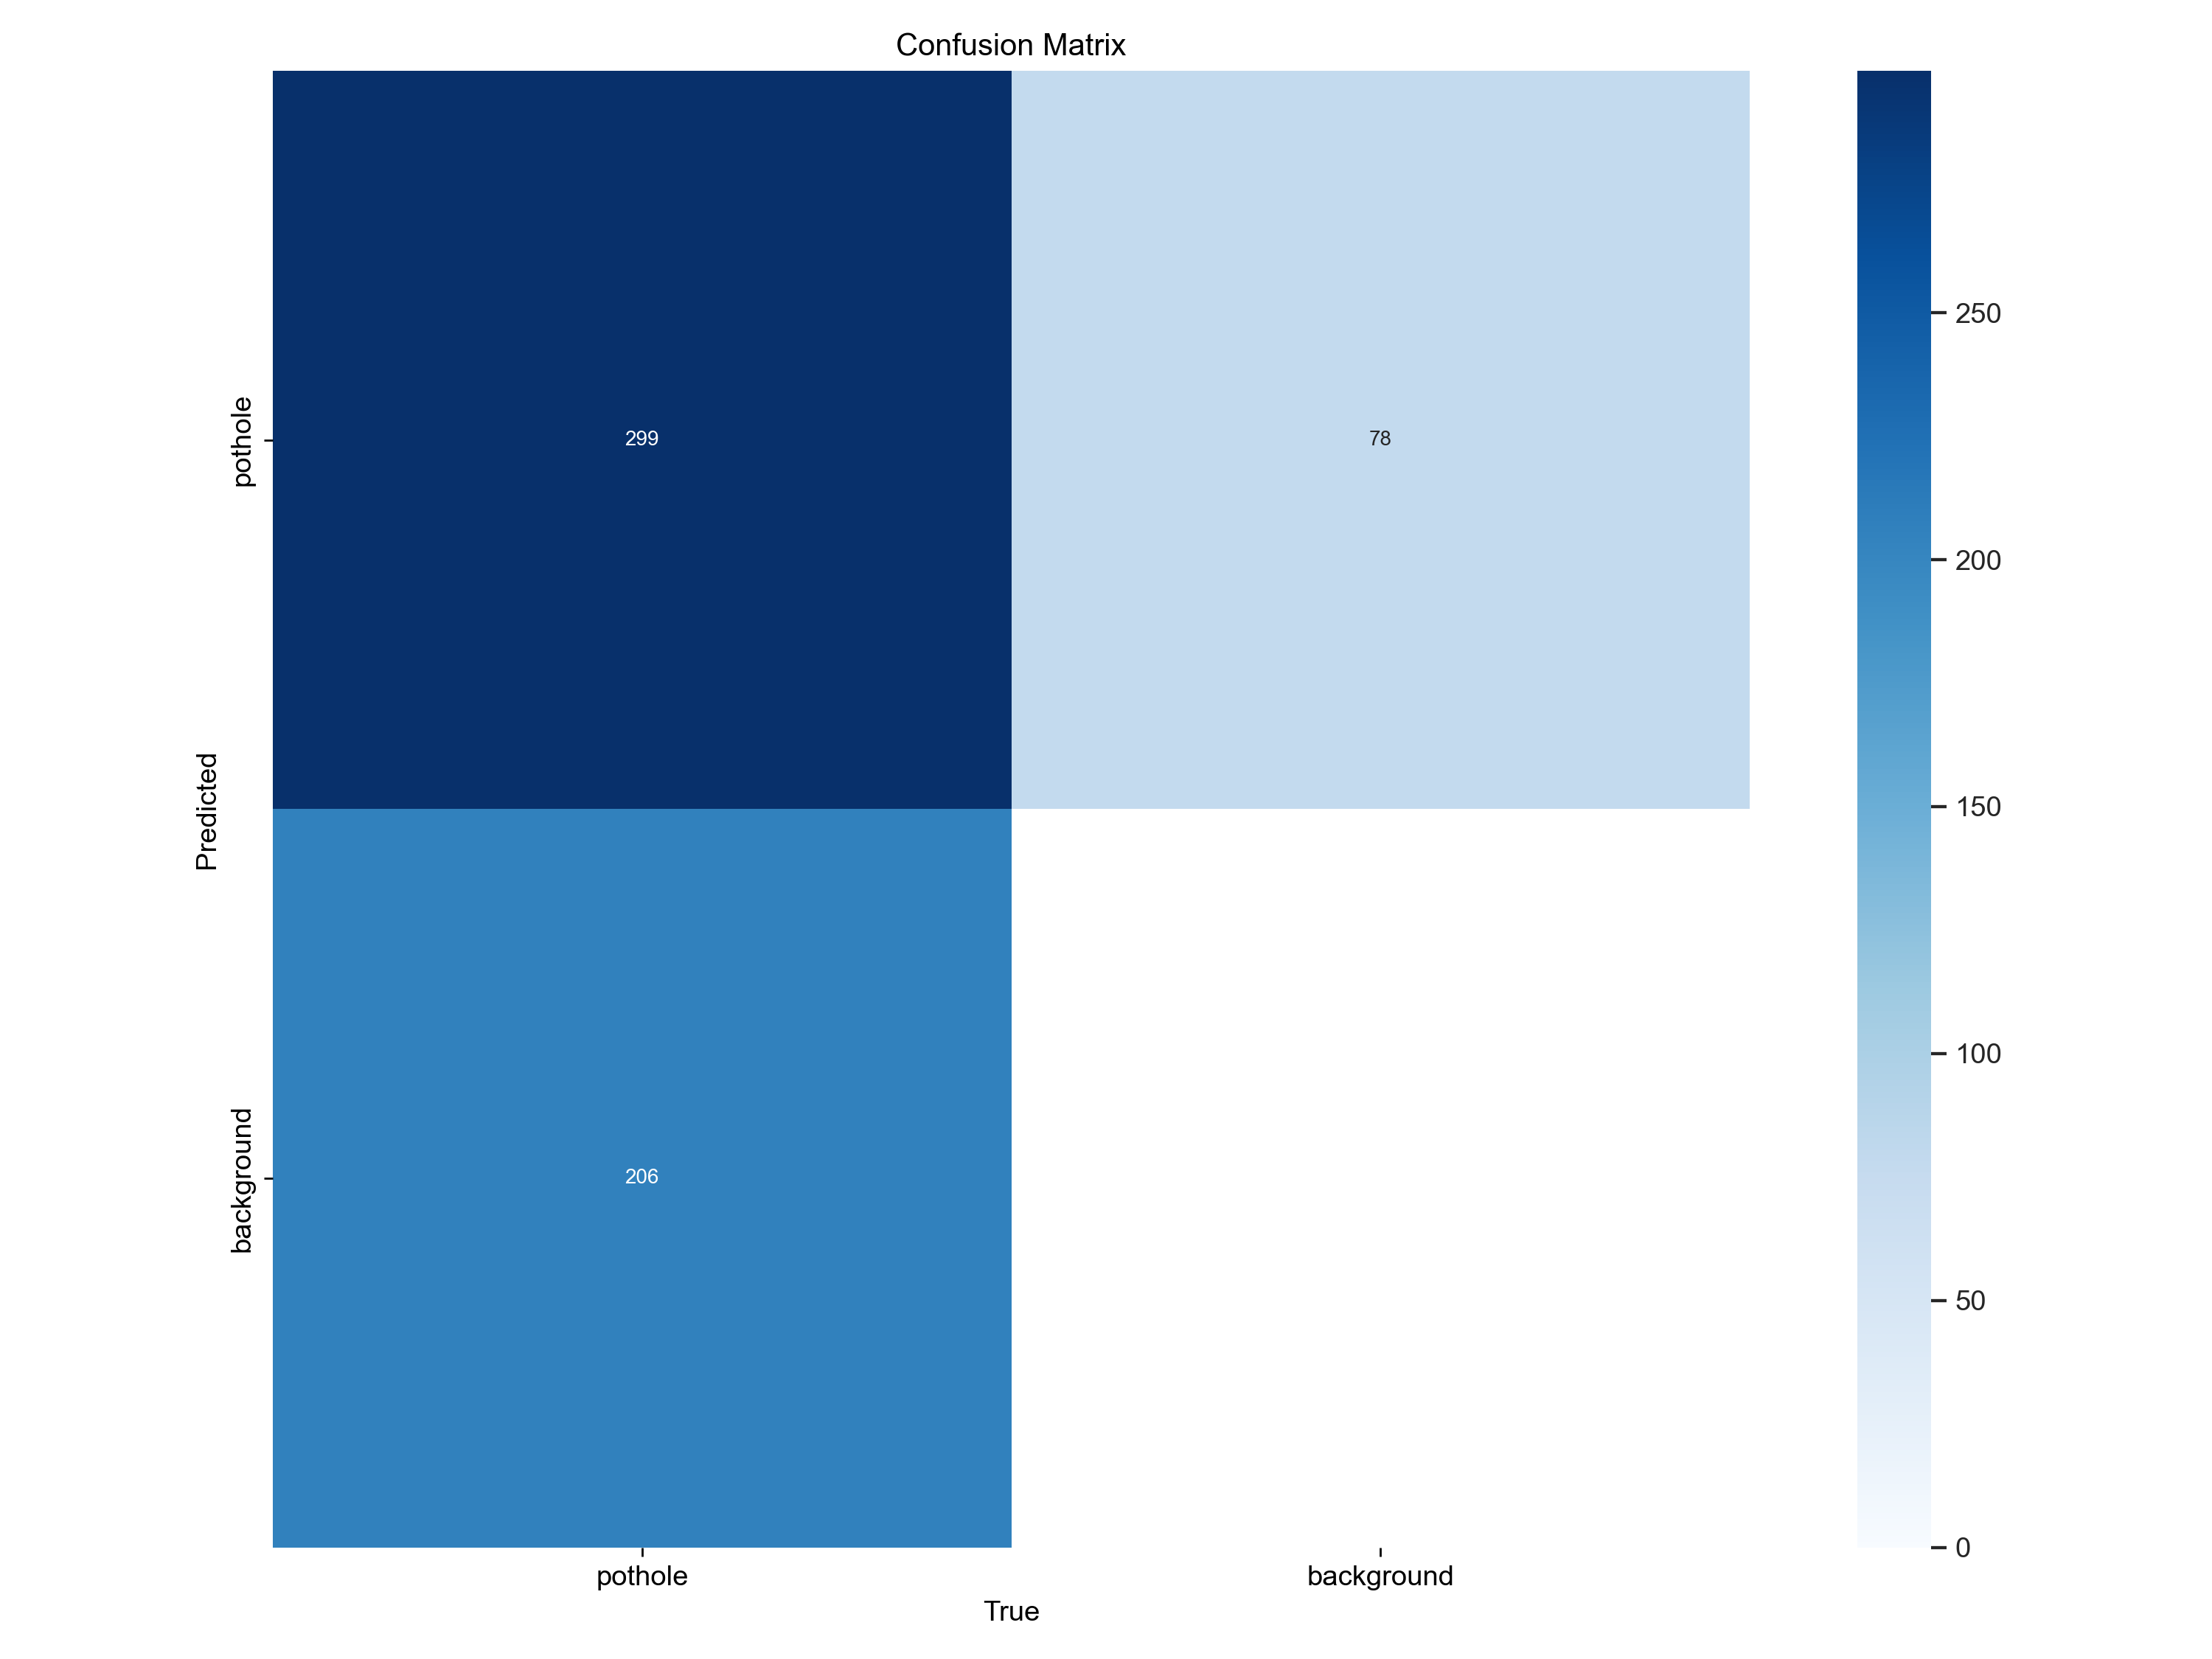 Confusion Matrix
pothole
299
78
Predicted
background
206
pothole
background
True
250
200
150
100
50
0